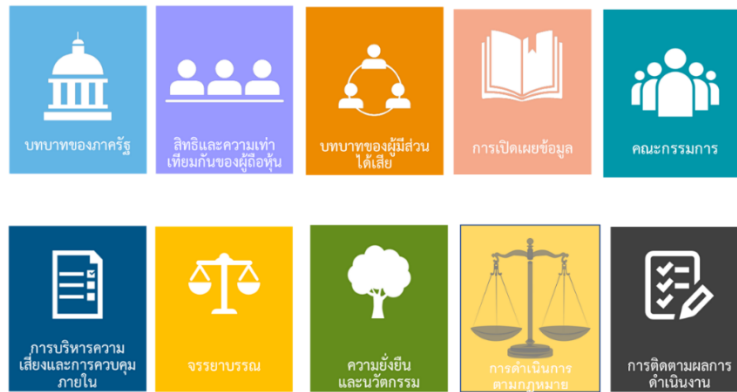 บทบาทของภาครัฐ
สิทธิและความเท่า
เทียมกันของผู้ถือหุ้น
บทบาทของผู้มีส่วน
ได้เสีย
การเปิดเผยข้อมูล
คณะกรรมการ
การบริหารความ
เสี่ยงและการควบคุม
ภายใน
จรรยาบรรณ
ความยั่งยืน
และนวัตกรรม
การดำเนินการ
ตามกฎหมาย
การติดตามผลการ
ดำเนินงาน